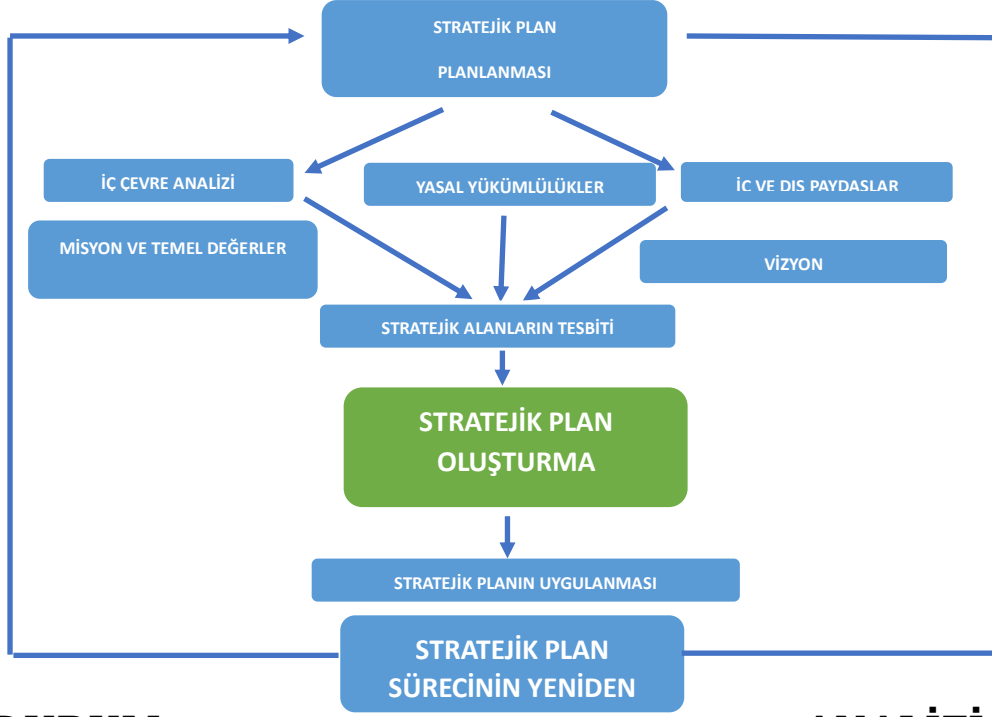 STRATEJİK PLAN
PLANLANMASI
İÇ ÇEVRE ANALİZİ
YASAL YÜKÜMLÜLÜKLER
İÇ VE DIŞ PAYDAŞLAR
MİSYON VE TEMEL DEĞERLER
VİZYON
STRATEJİK ALANLARIN TESBİTİ
STRATEJİK PLAN
OLUŞTURMA
STRATEJİK PLANIN UYGULANMASI
STRATEJİK PLAN
SÜRECİNİN YENİDEN